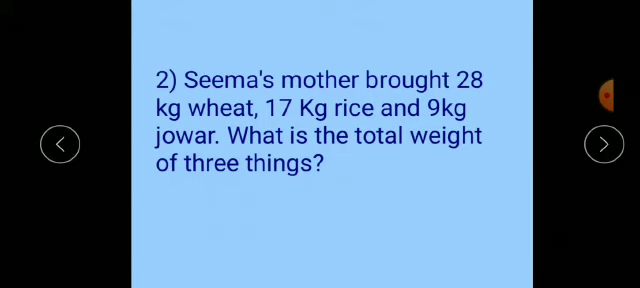 2) Seema's mother brought 28
kg wheat, 17 Kg rice and 9kg
jowar. What is the total weight
of three things?